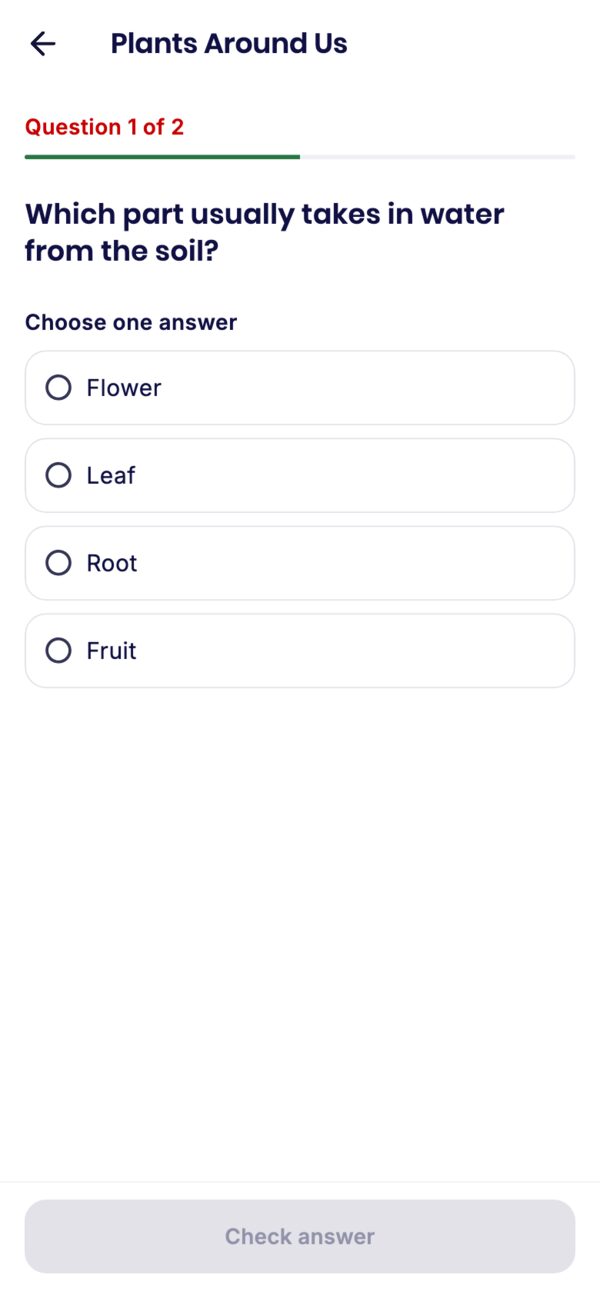 Plants Around Us
Question 1 of 2
Which part usually takes in water
from the soil?
Choose one answer
Flower
Leaf
Root
Fruit
Check answer